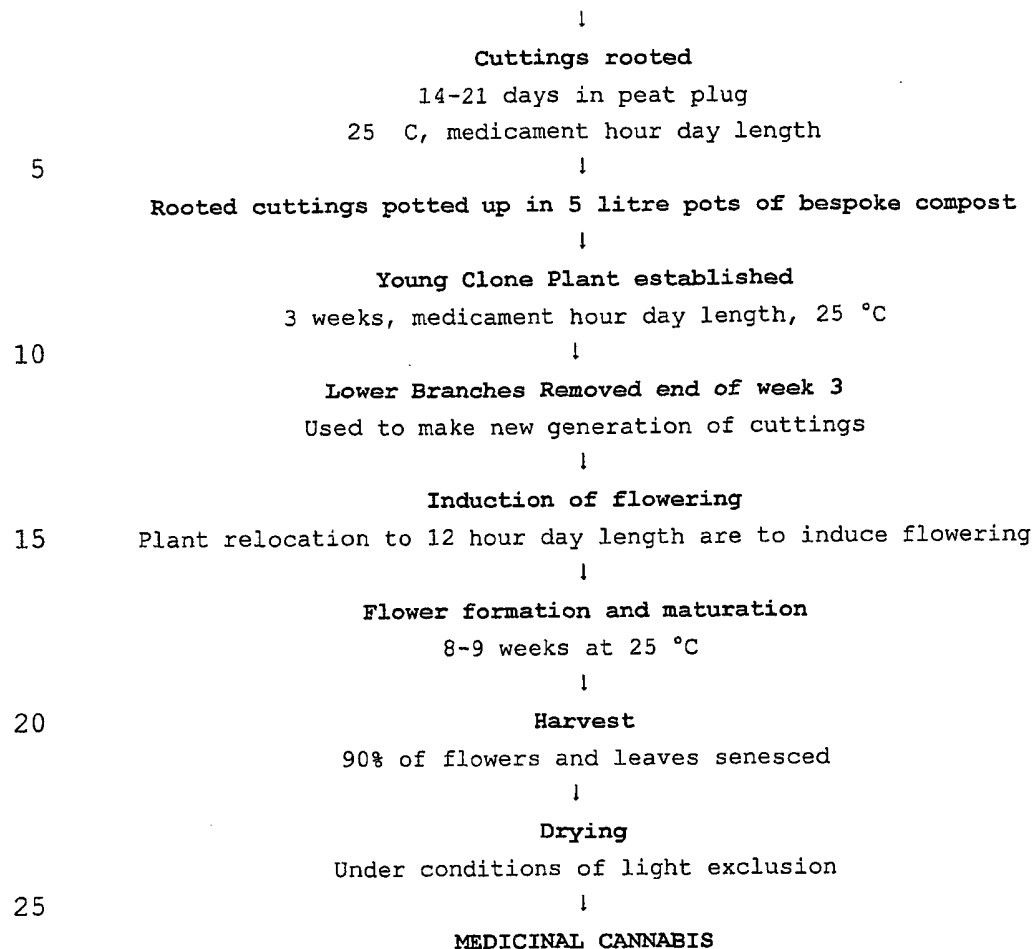 ↓
Cuttings rooted
14-21 days in peat plug
25 C, medicament hour day length
5 ↓
Rooted cuttings potted up in 5 litre pots of bespoke compost
↓
Young Clone Plant established
3 weeks, medicament hour day length, 25 °C
10 ↓
Lower Branches Removed end of week 3
Used to make new generation of cuttings
↓
Induction of flowering
15 Plant relocation to 12 hour day length are to induce flowering
↓
Flower formation and maturation
8-9 weeks at 25 °C
↓
20 Harvest
90% of flowers and leaves senesced
↓
Drying
Under conditions of light exclusion
25 ↓
MEDICINAL CANNABIS